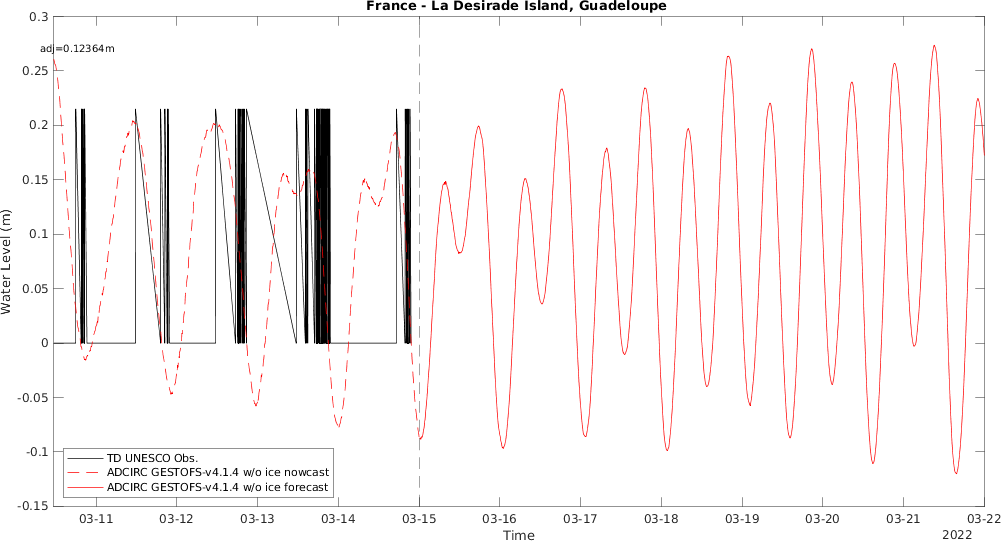 France - La Desirade Island, Guadeloupe
adj=0.12364m
0.3
0.25
0.2
0.15
0.1
0.05
0
-0.05
-0.1
-0.15
Water Level (m)
TD UNESCO Obs.
ADCIRC GESTOFS-v4.1.4 w/o ice nowcast
ADCIRC GESTOFS-v4.1.4 w/o ice forecast
03-11 03-12 03-13 03-14 03-15 03-16 03-17 03-18 03-19 03-20 03-21 03-22
Time
2022